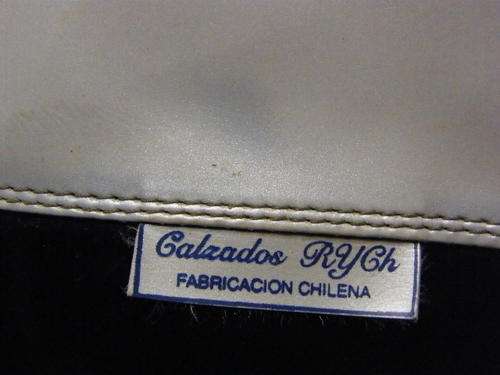 Calzados RYCh
FABRICACION CHILENA